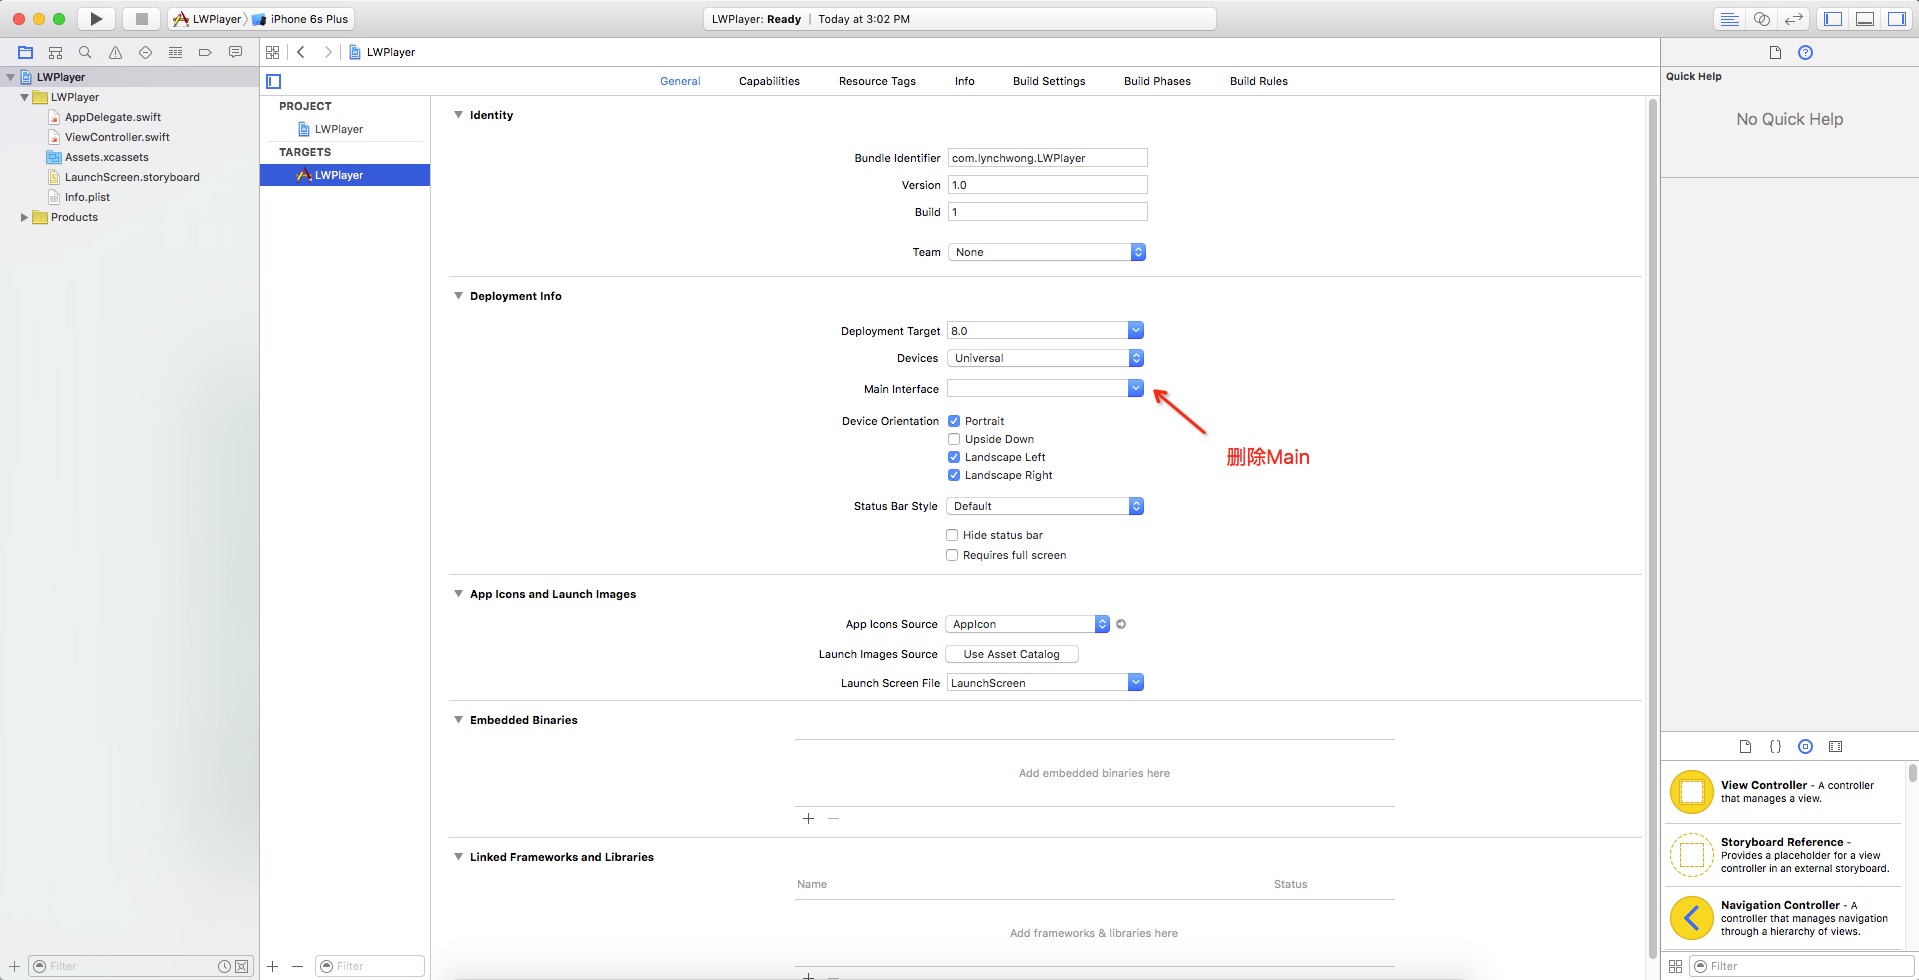 LWPlayer
iPhone 6s Plus
LWPlayer: Ready
Today at 3:02 PM
LWPlayer
Quick Help
No Quick Help
LWPlayer
LWPlayer
AppDelegate.swift
ViewController.swift
Assets.xcassets
LaunchScreen.storyboard
Info.plist
Products
General
Capabilities
Resource Tags
Info
Build Settings
Build Phases
Build Rules
PROJECT
LWPlayer
TARGETS
LWPlayer
Identity
Bundle Identifier
com.lynchwong.LWPlayer
Version
1.0
Build
1
Team
None
Deployment Info
Deployment Target
8.0
Devices
Universal
Main Interface
Device Orientation
Portrait
Upside Down
Landscape Left
Landscape Right
删除Main
Status Bar Style
Default
Hide status bar
Requires full screen
App Icons and Launch Images
App Icons Source
AppIcon
Launch Images Source
Use Asset Catalog
Launch Screen File
LaunchScreen
Embedded Binaries
Add embedded binaries here
Linked Frameworks and Libraries
Name
Status
Add frameworks & libraries here
View Controller - A controller
that manages a view.
Storyboard Reference -
Provides a placeholder for a view
controller in an external storyboard.
Navigation Controller - A
controller that manages navigation
through a hierarchy of views.
Filter
Filter
Filter